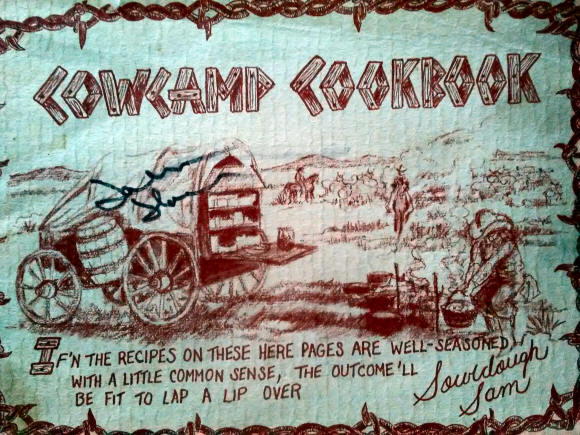 COWCAMP COOKBOOK
IF'N THE RECIPES ON THESE HERE PAGES ARE WELL-SEASONED
WITH A LITTLE COMMON SENSE, THE OUTCOME'LL
BE FIT TO LAP A LIP OVER
Sourdough
Sam